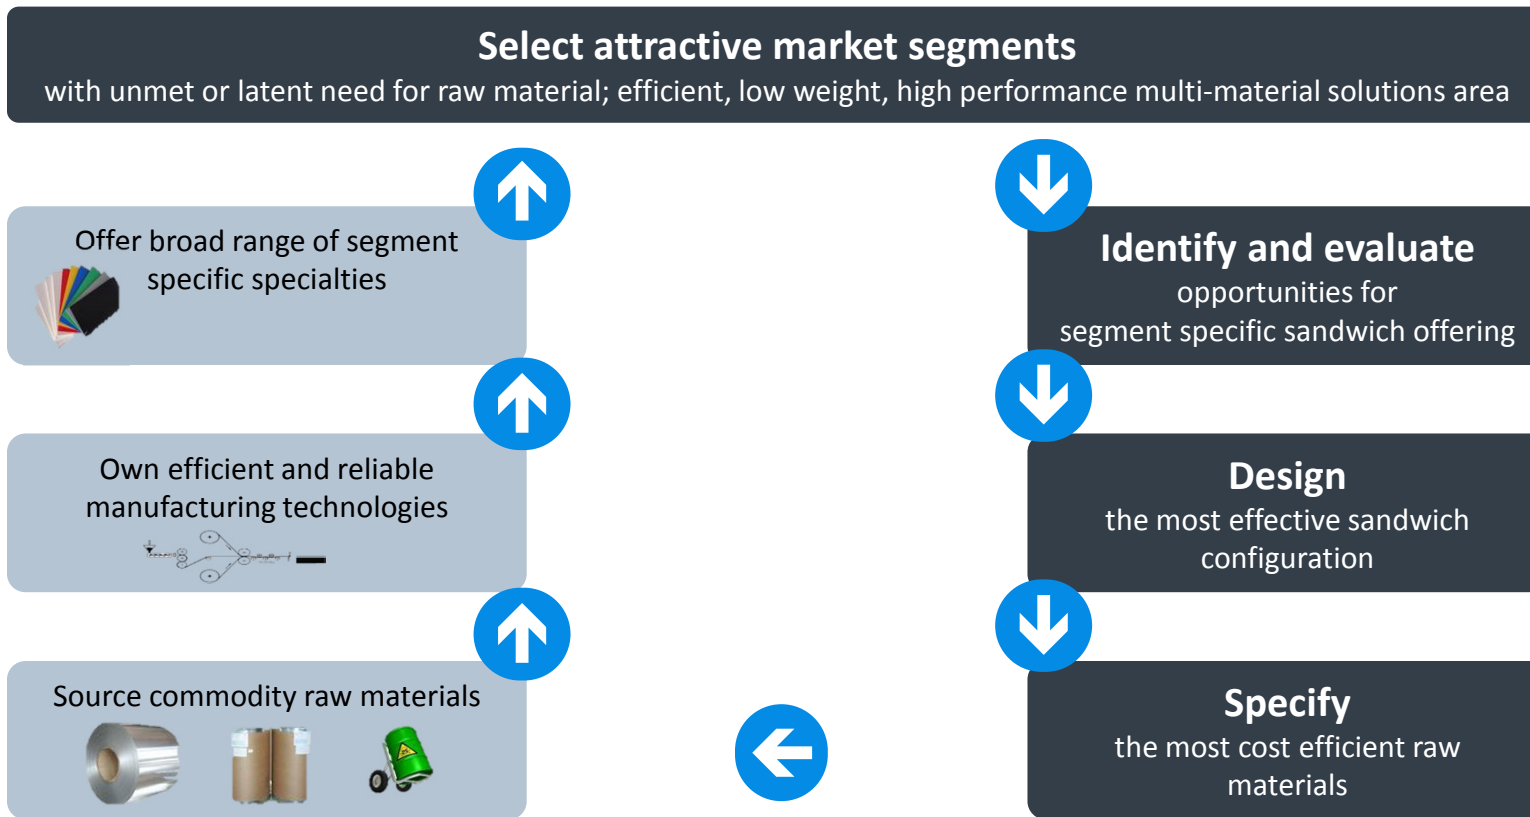 Select attractive market segments
with unmet or latent need for raw material; efficient, low weight, high performance multi-material solutions area
Offer broad range of segment
specific specialties
Identify and evaluate
opportunities for
segment specific sandwich offering
Own efficient and reliable
manufacturing technologies
Design
the most effective sandwich
configuration
Source commodity raw materials
Specify
the most cost efficient raw
materials